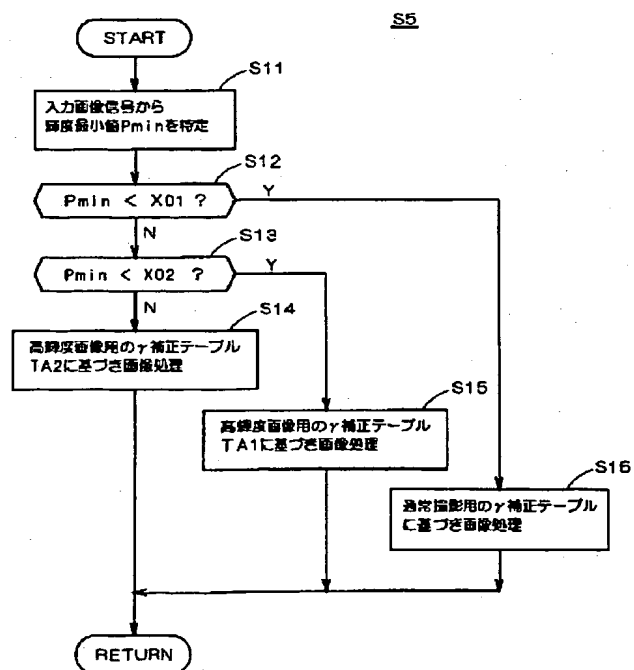 S5
START
S11
入力画像信号から
輝度最小値Pminを特定
S12
Pmin < X01 ?
Y
N
S13
Pmin < X02 ?
Y
N
S14
高輝度画像用のγ補正テーブル
TA2に基づき画像処理
S15
高輝度画像用のγ補正テーブル
TA1に基づき画像処理
S16
通常撮影用のγ補正テーブル
に基づき画像処理
RETURN